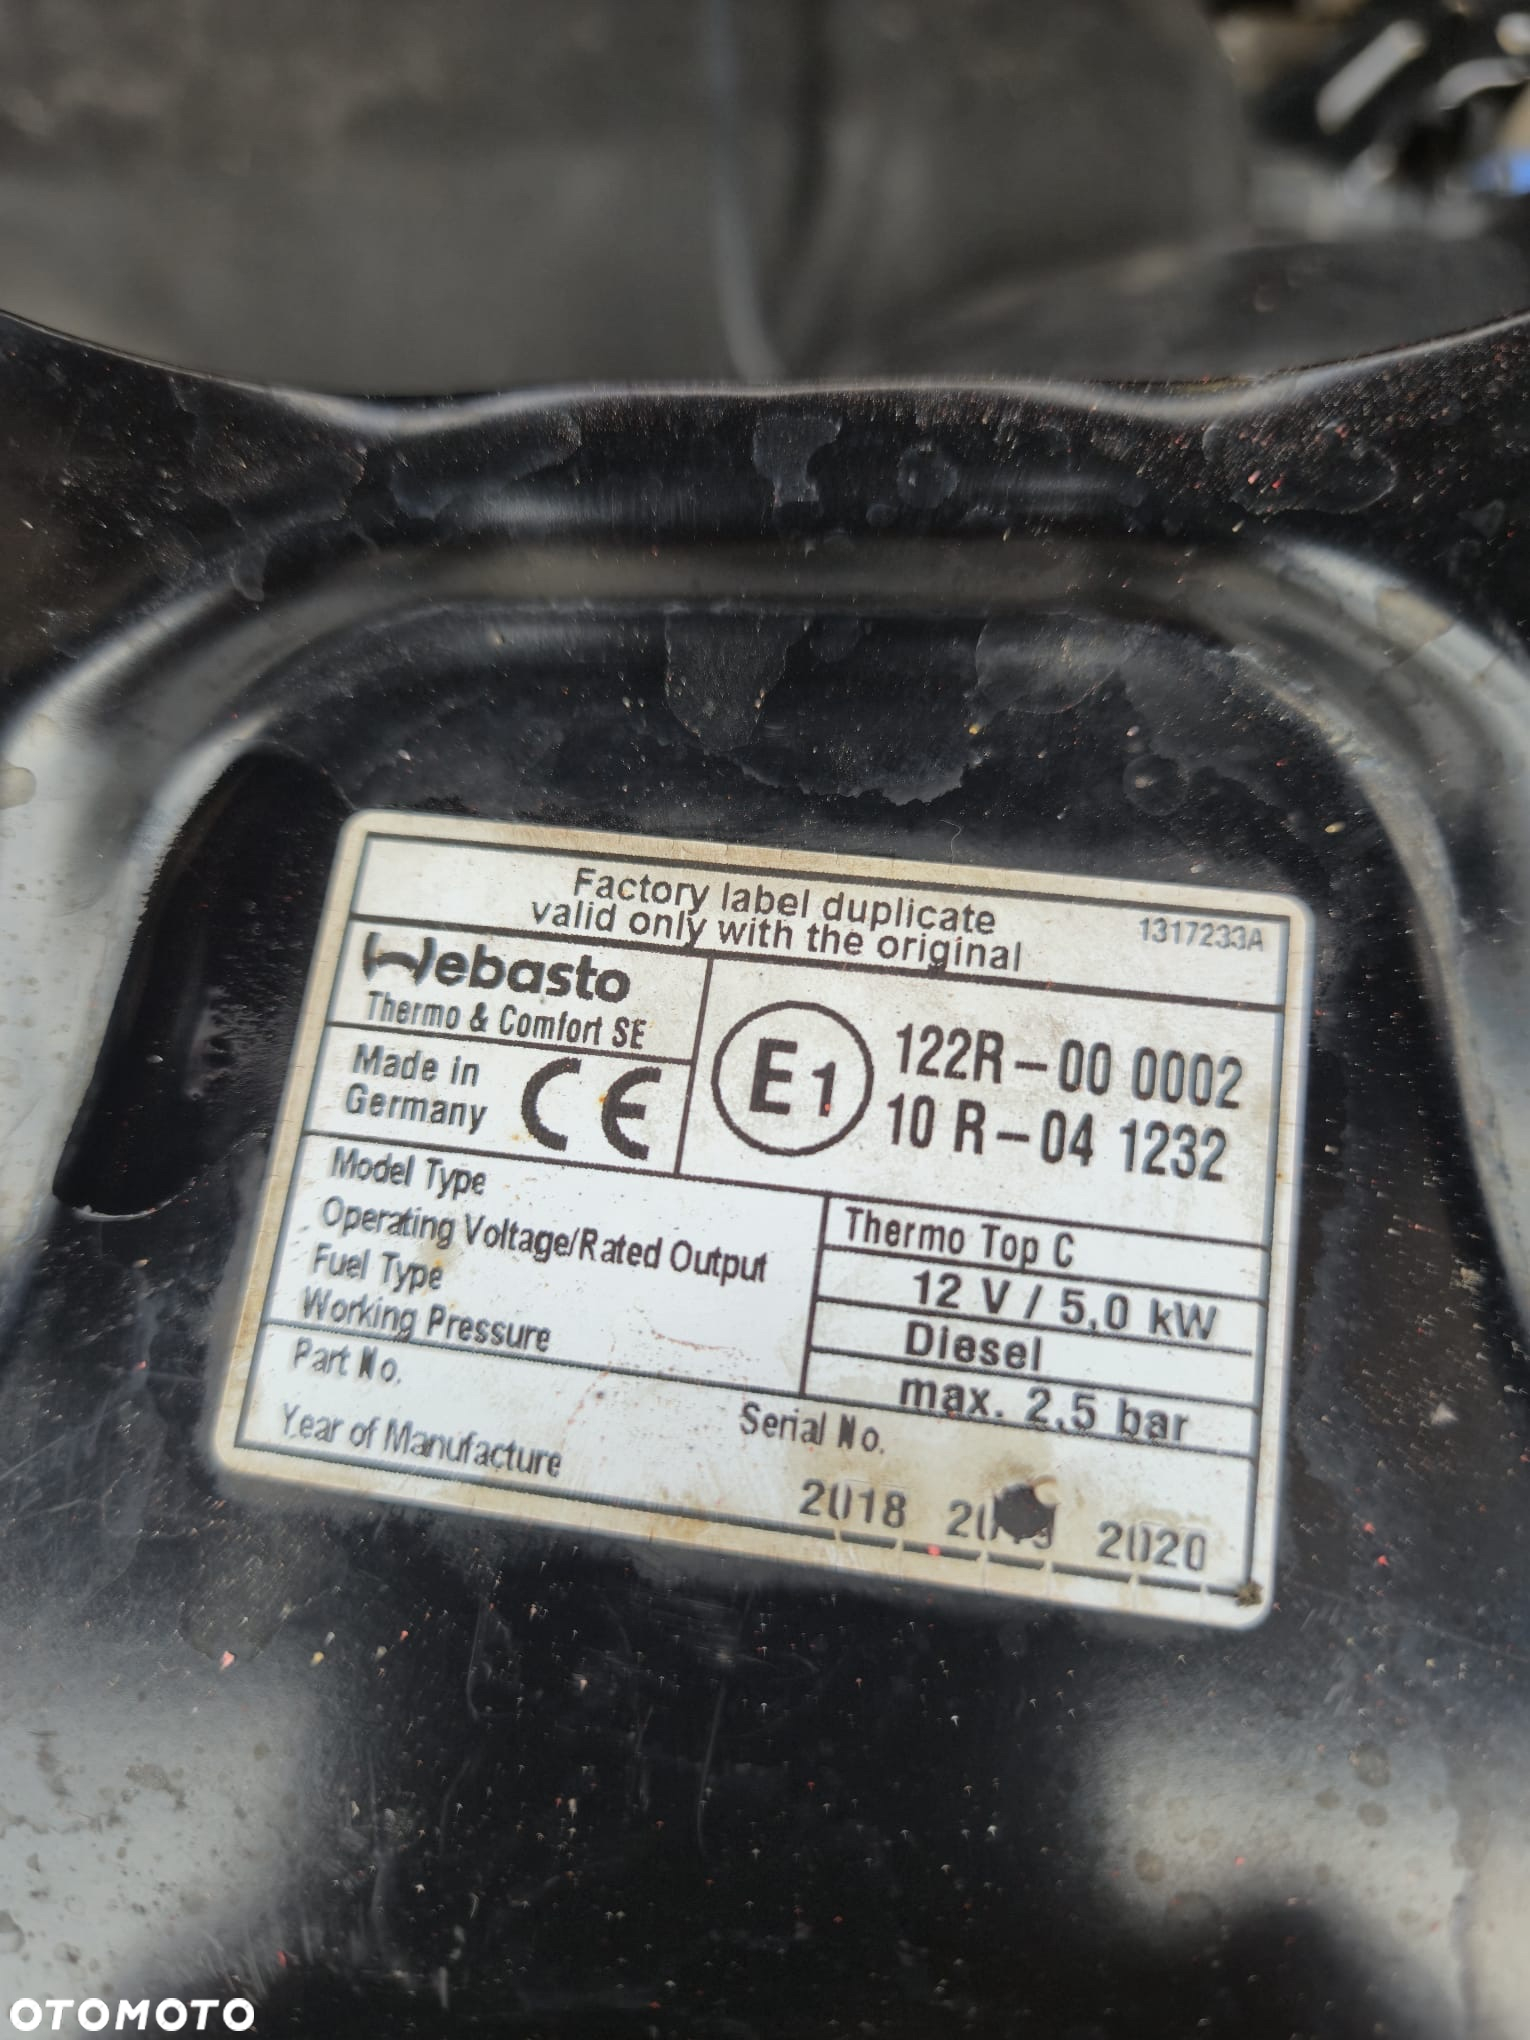 Factory label duplicate
valid only with the original
1317233A
Webasto
Thermo & Comfort SE
Made in
Germany
CE
E1
122R-00 0002
10 R-04 1232
Model Type
Thermo Top C
Operating Voltage/Rated Output
12 V / 5,0 kW
Fuel Type
Diesel
Working Pressure
max. 2,5 bar
Part No.
Serial No.
Year of Manufacture
2018 2019 2020
OTOMOTO